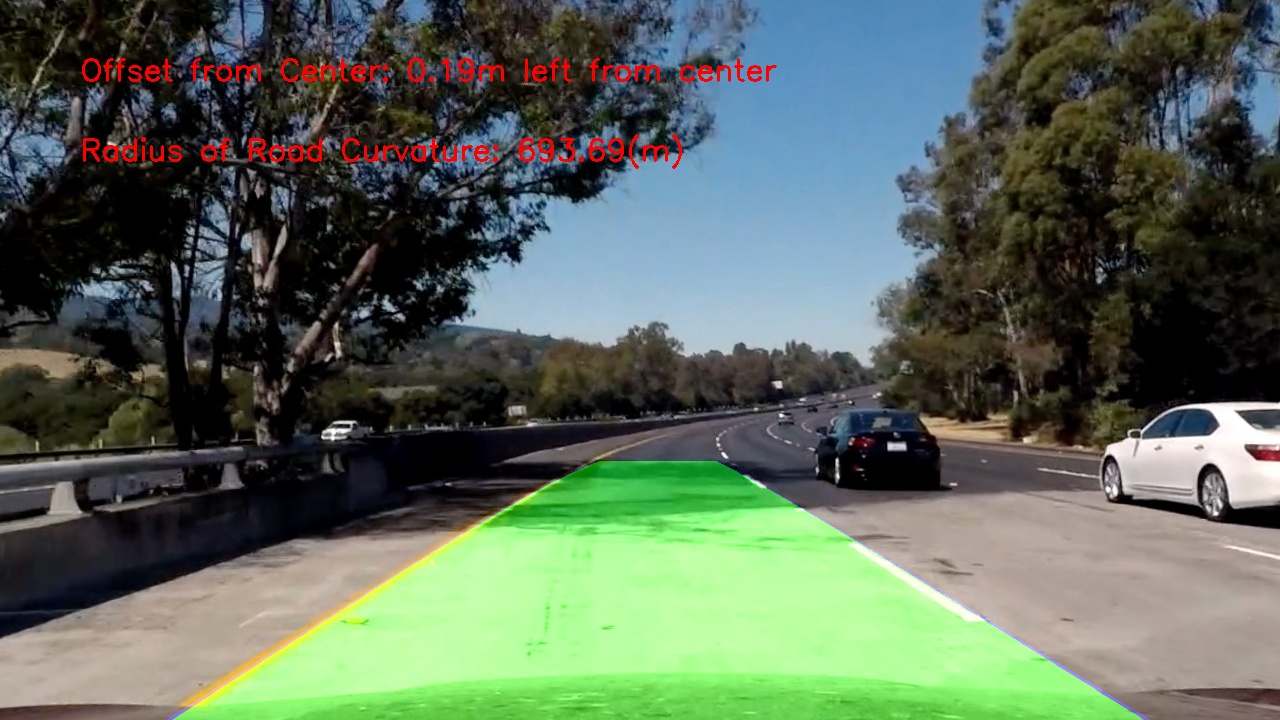 Offset from Center: 0.19m left from center
Radius of Road Curvature: 693.69(m)